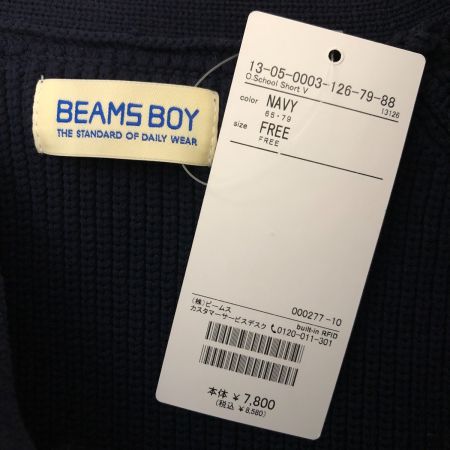 BEAMS BOY
THE STANDARD OF DAILY WEAR
13-05-0003-126-79-88
O.School Short.V
13126
color NAVY
65・79
size FREE
FREE
000277-10
built-in RFID
(株)ビームス
カスタマーサービスデスク 0120-011-301
本体 ¥ 7,800
(税込 ¥ 8,580)